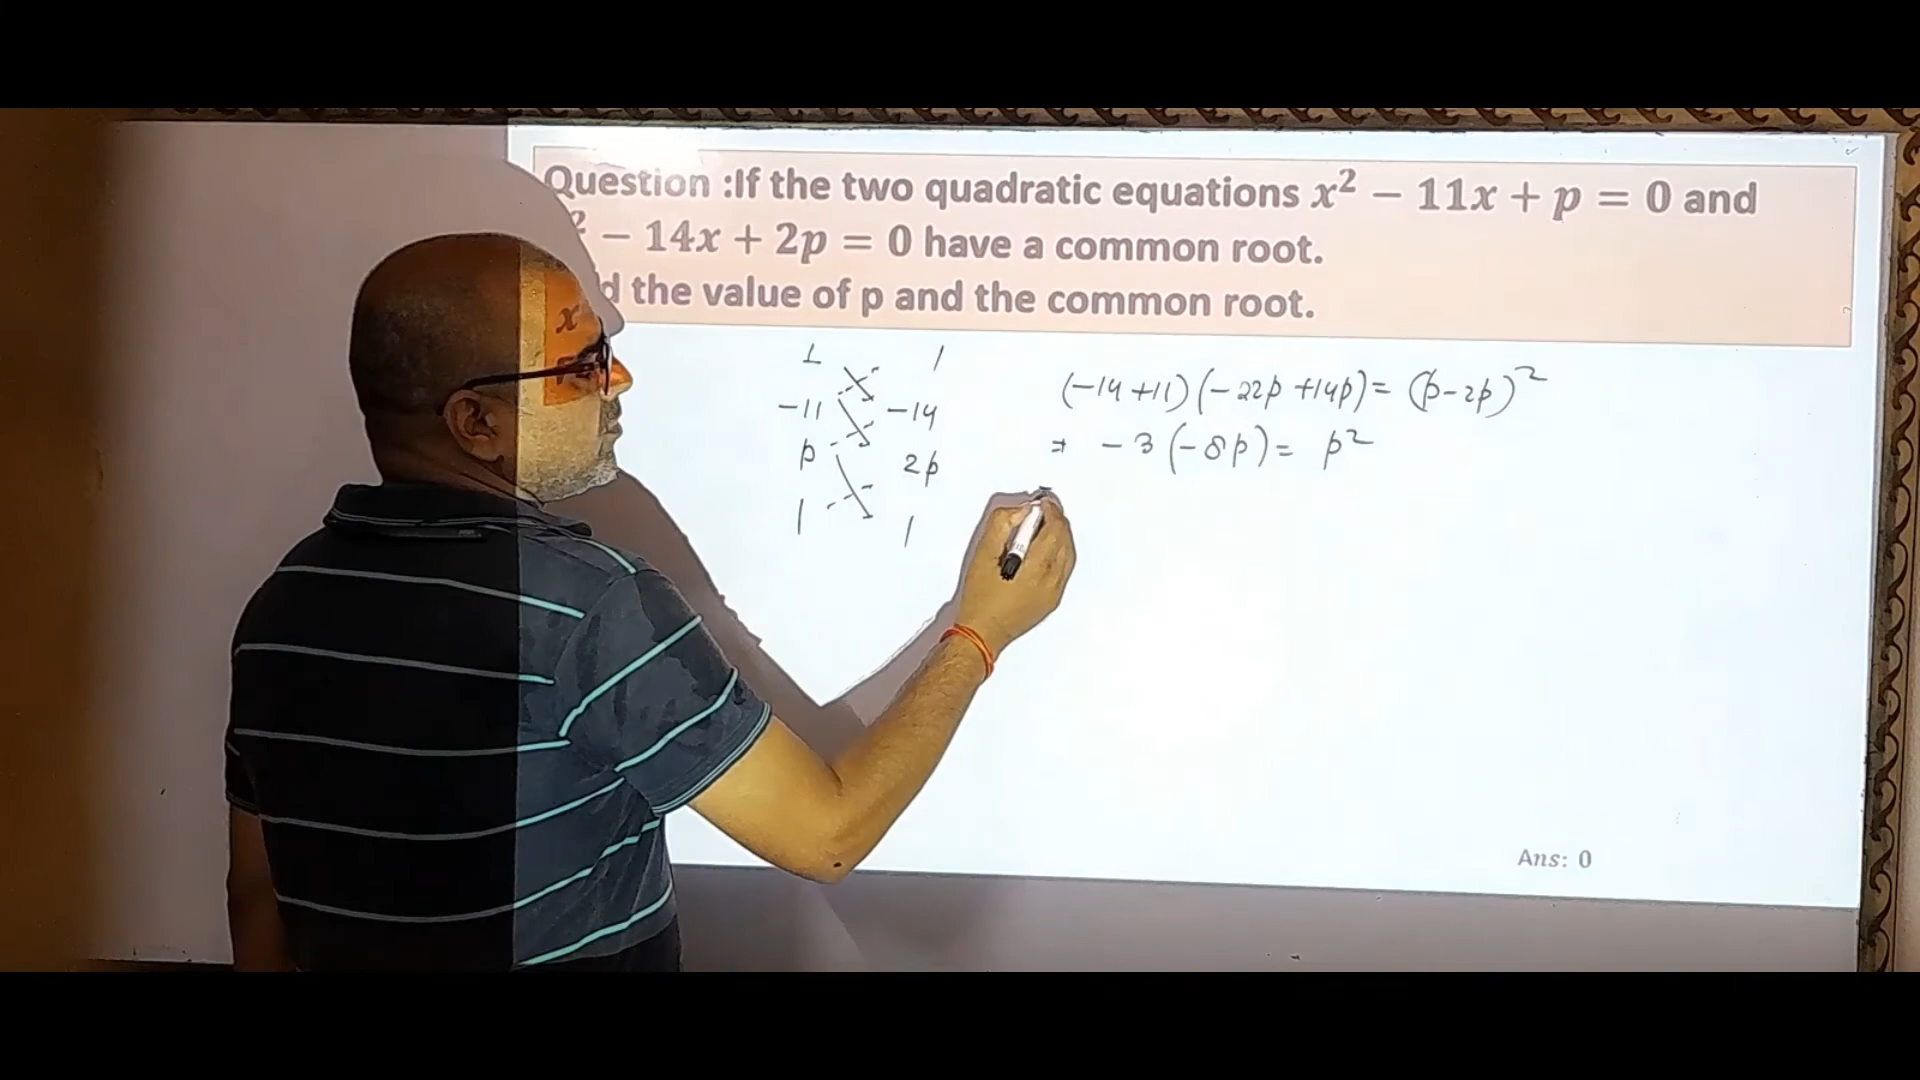 Question :If the two quadratic equations x² − 11x + p = 0 and
− 14x + 2p = 0 have a common root.
d the value of p and the common root.
1 1
-11 -14
p 2p
1 1
(-14+11)(-22p+14p)= (p-2p)²
⇒ -3(-8p)= p²
Ans: 0